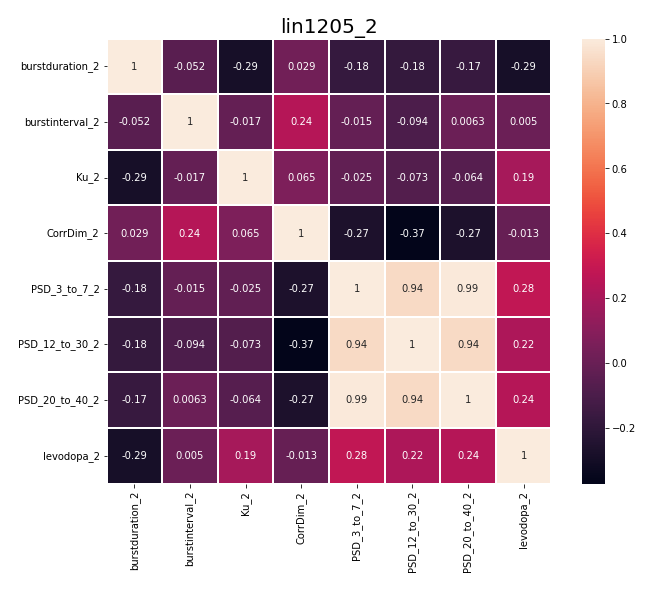 lin1205_2
burstduration_2 1 -0.052 -0.29 0.029 -0.18 -0.18 -0.17 -0.29
burstinterval_2 -0.052 1 -0.017 0.24 -0.015 -0.094 0.0063 0.005
Ku_2 -0.29 -0.017 1 0.065 -0.025 -0.073 -0.064 0.19
CorrDim_2 0.029 0.24 0.065 1 -0.27 -0.37 -0.27 -0.013
PSD_3_to_7_2 -0.18 -0.015 -0.025 -0.27 1 0.94 0.99 0.28
PSD_12_to_30_2 -0.18 -0.094 -0.073 -0.37 0.94 1 0.94 0.22
PSD_20_to_40_2 -0.17 0.0063 -0.064 -0.27 0.99 0.94 1 0.24
levodopa_2 -0.29 0.005 0.19 -0.013 0.28 0.22 0.24 1
burstduration_2
burstinterval_2
Ku_2
CorrDim_2
PSD_3_to_7_2
PSD_12_to_30_2
PSD_20_to_40_2
levodopa_2
1.0
0.8
0.6
0.4
0.2
0.0
−0.2